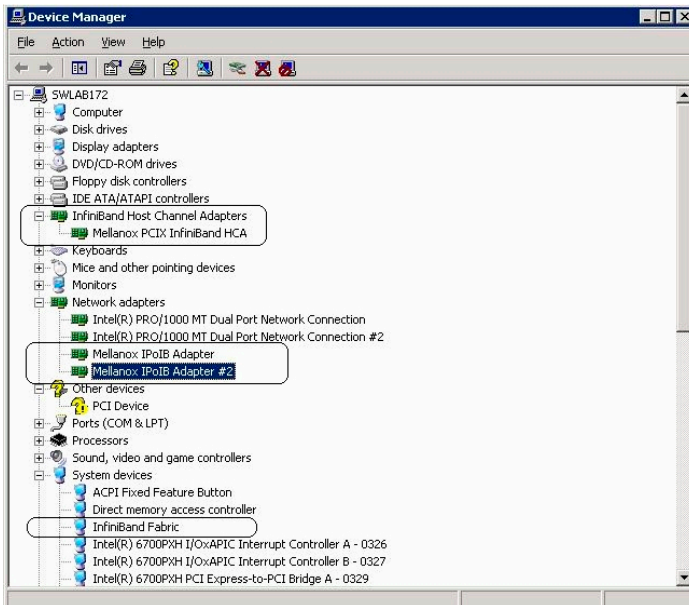 Device Manager
File Action View Help
SWLAB172
Computer
Disk drives
Display adapters
DVD/CD-ROM drives
Floppy disk controllers
IDE ATA/ATAPI controllers
InfiniBand Host Channel Adapters
Mellanox PCIX InfiniBand HCA
Keyboards
Mice and other pointing devices
Monitors
Network adapters
Intel(R) PRO/1000 MT Dual Port Network Connection
Intel(R) PRO/1000 MT Dual Port Network Connection #2
Mellanox IPoIB Adapter
Mellanox IPoIB Adapter #2
Other devices
PCI Device
Ports (COM & LPT)
Processors
Sound, video and game controllers
System devices
ACPI Fixed Feature Button
Direct memory access controller
InfiniBand Fabric
Intel(R) 6700PXH I/OxAPIC Interrupt Controller A - 0326
Intel(R) 6700PXH I/OxAPIC Interrupt Controller B - 0327
Intel(R) 6700PXH PCI Express-to-PCI Bridge A - 0329